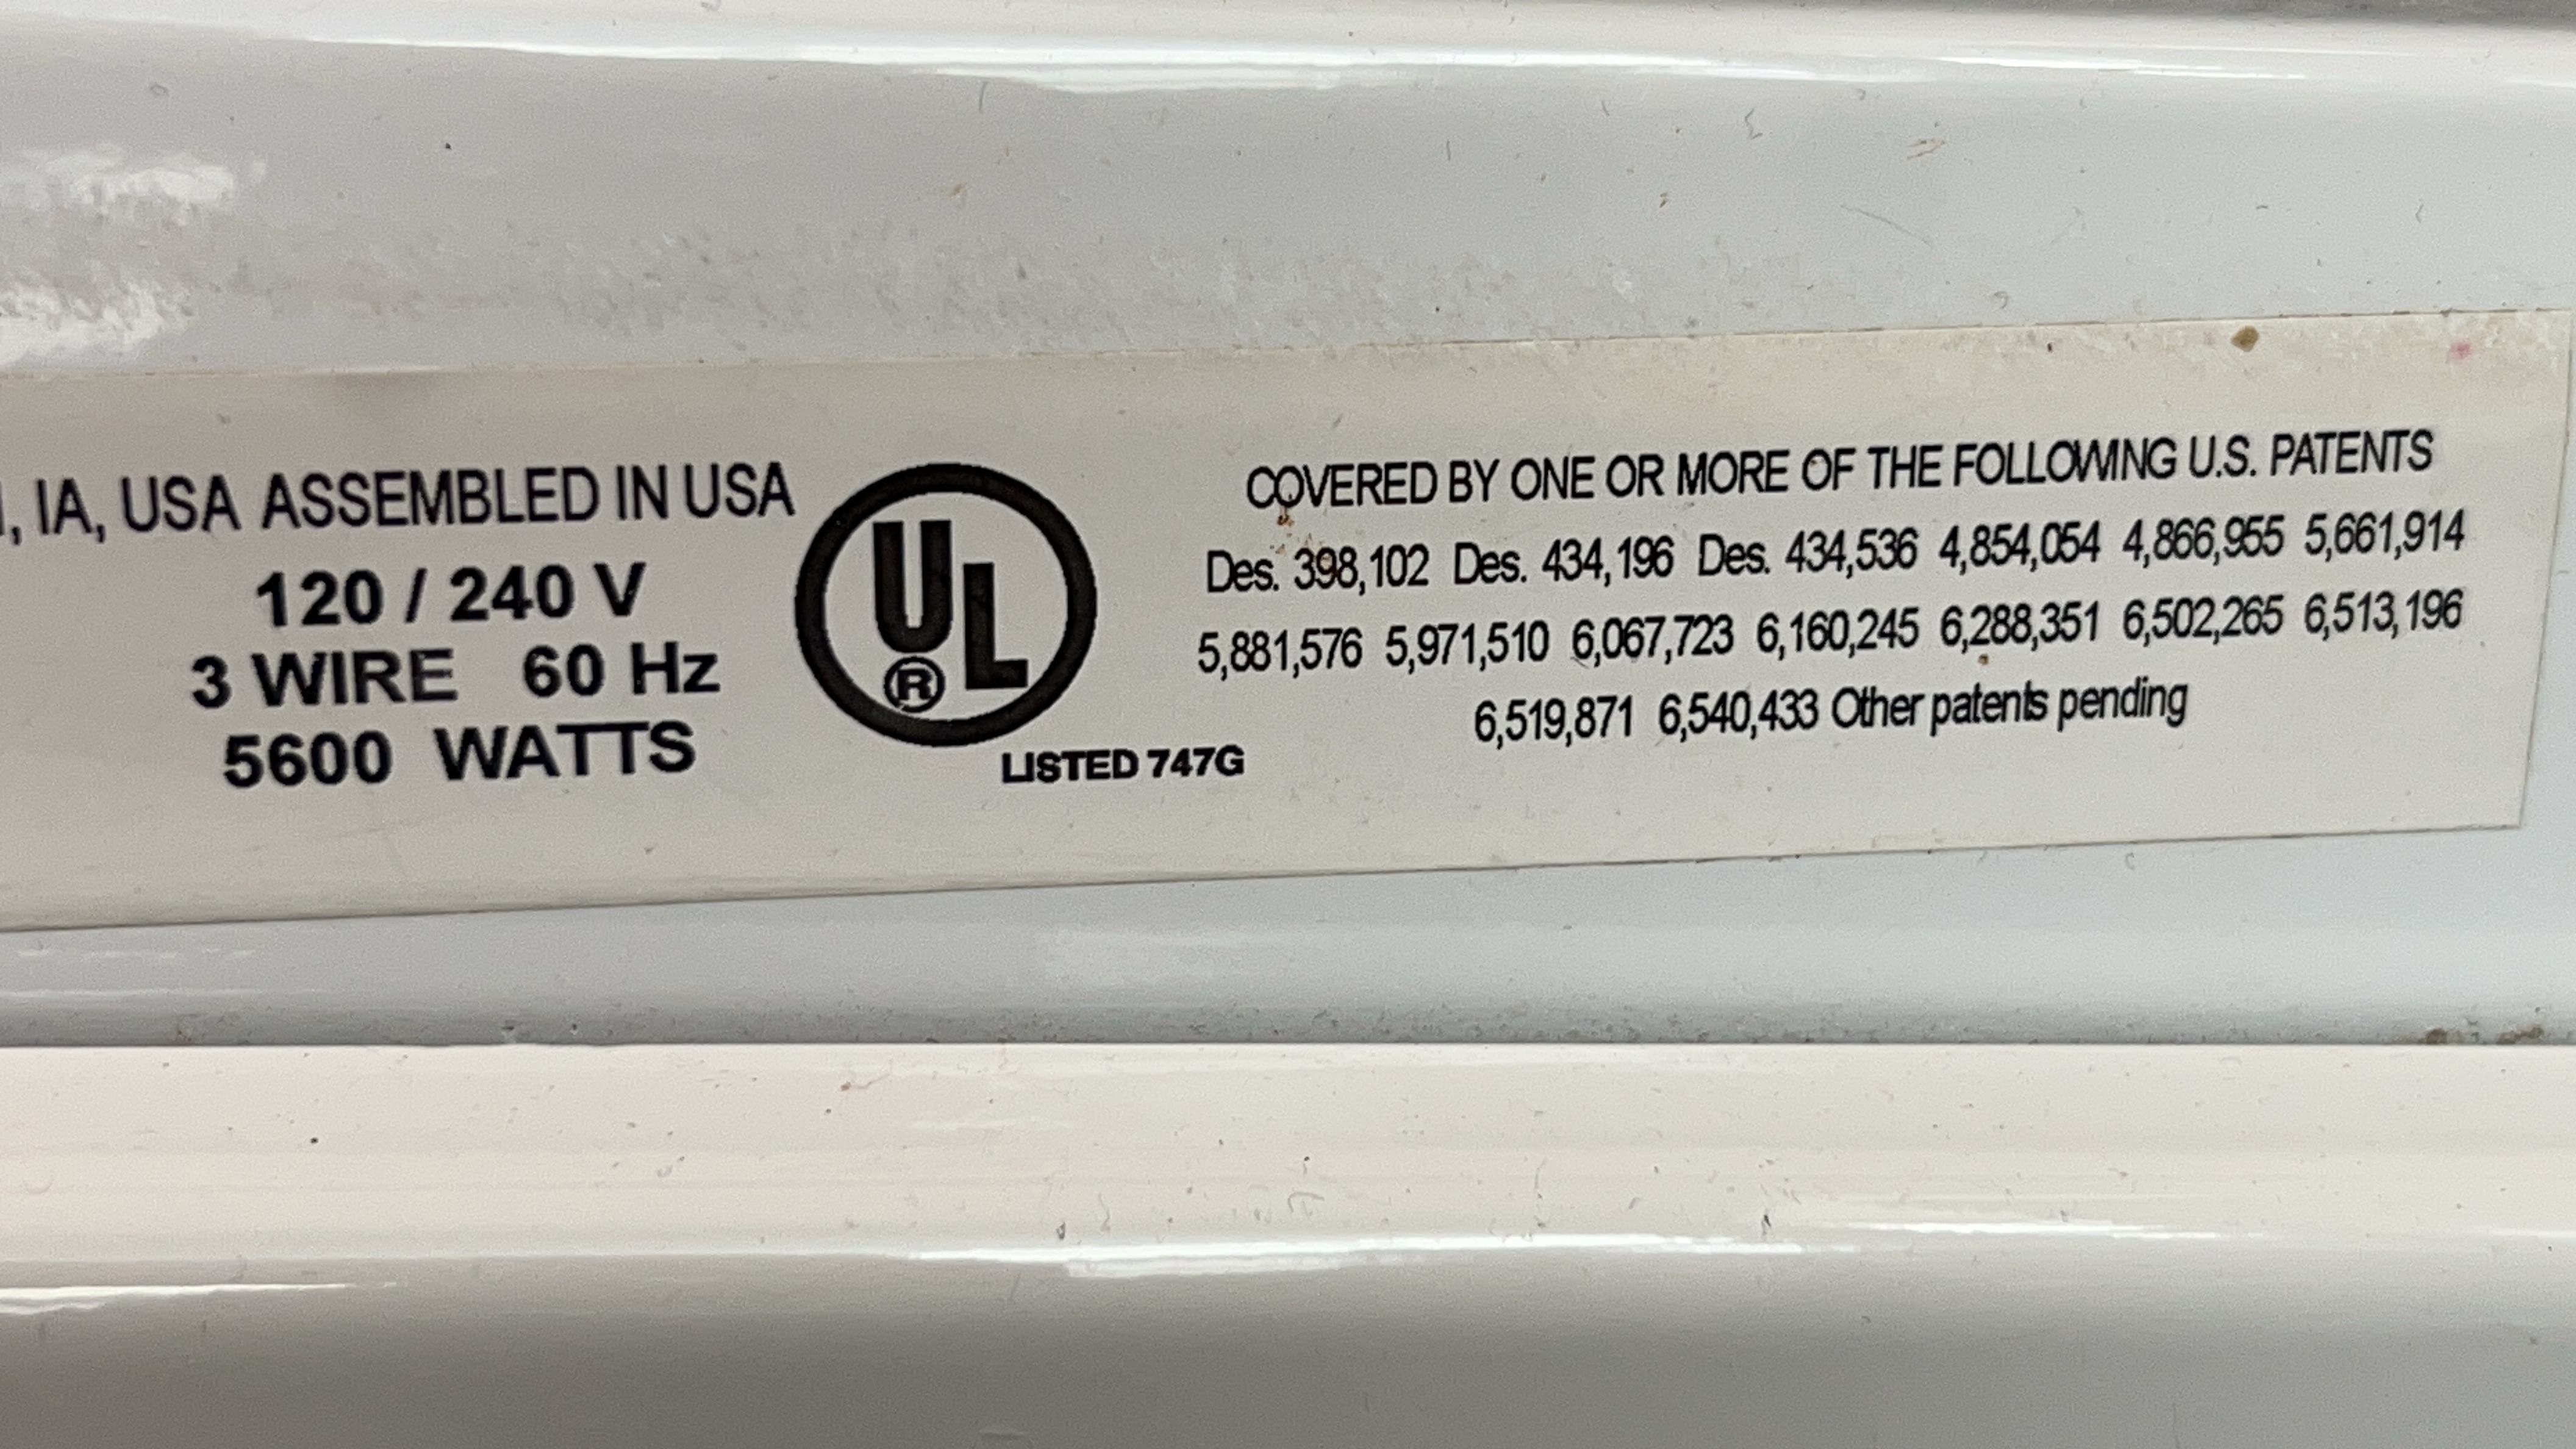 , IA, USA ASSEMBLED IN USA
120 / 240 V
3 WIRE 60 Hz
5600 WATTS
UL
®
LISTED 747G
COVERED BY ONE OR MORE OF THE FOLLOWING U.S. PATENTS
Des. 398,102 Des. 434,196 Des. 434,536 4,854,054 4,866,955 5,661,914
5,881,576 5,971,510 6,067,723 6,160,245 6,288,351 6,502,265 6,513,196
6,519,871 6,540,433 Other patents pending